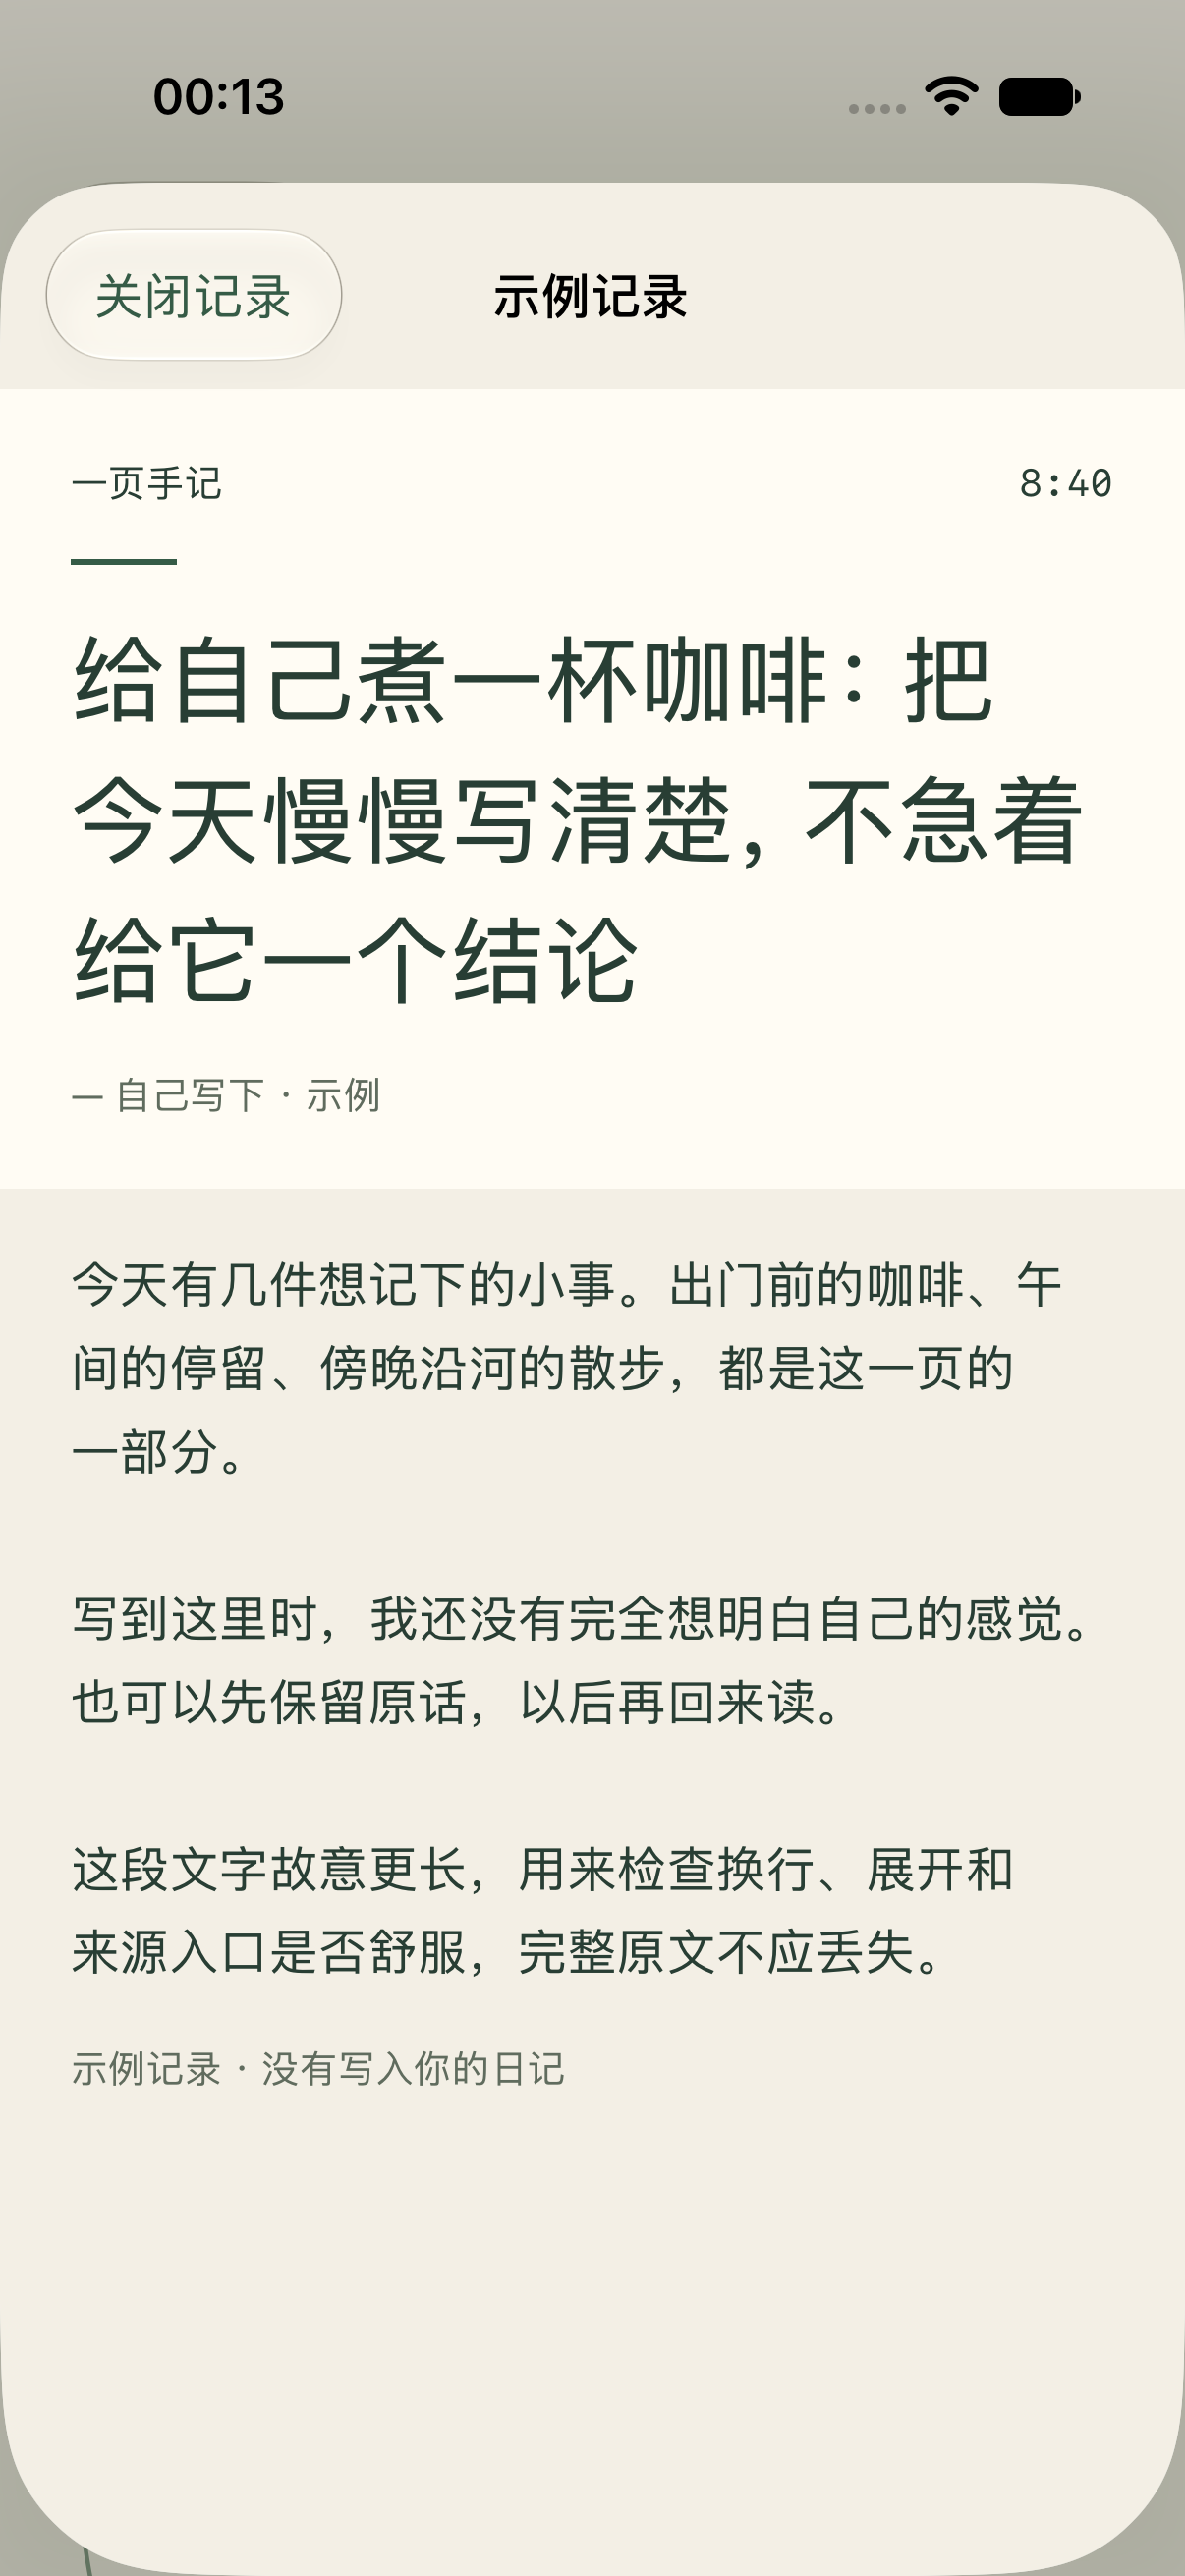 00:13
关闭记录
示例记录
一页手记
8:40
给自己煮一杯咖啡：把
今天慢慢写清楚，不急着
给它一个结论
— 自己写下 · 示例
今天有几件想记下的小事。出门前的咖啡、午
间的停留、傍晚沿河的散步，都是这一页的
一部分。
写到这里时，我还没有完全想明白自己的感觉。
也可以先保留原话，以后再回来读。
这段文字故意更长，用来检查换行、展开和
来源入口是否舒服，完整原文不应丢失。
示例记录 · 没有写入你的日记